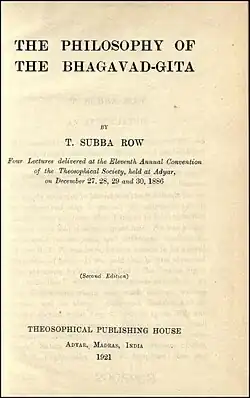 THE PHILOSOPHY OF
THE BHAGAVAD-GITA
BY
T. SUBBA ROW
Four Lectures delivered at the Eleventh Annual Convention
of the Theosophical Society, held at Adyar,
on December 27, 28, 29 and 30, 1886
(Second Edition)
THEOSOPHICAL PUBLISHING HOUSE
ADYAR, MADRAS, INDIA
1921